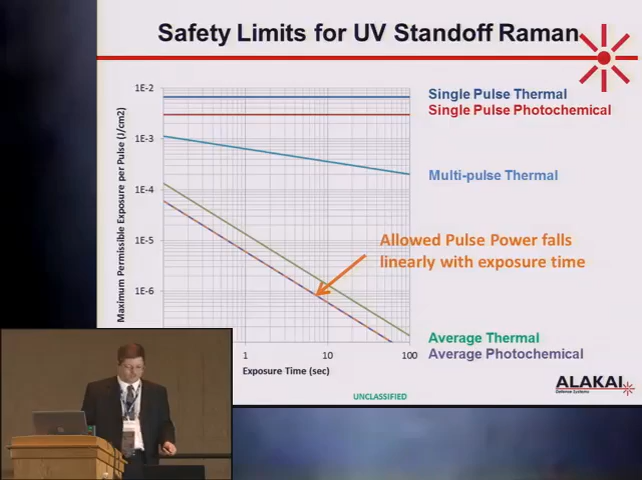 Safety Limits for UV Standoff Raman
Maximum Permissible Exposure per Pulse (J/cm2)
1E-2
1E-3
1E-4
1E-5
1E-6
1
10
100
Exposure Time (sec)
Single Pulse Thermal
Single Pulse Photochemical
Multi-pulse Thermal
Allowed Pulse Power falls
linearly with exposure time
Average Thermal
Average Photochemical
UNCLASSIFIED
ALAKAI
Defense Systems